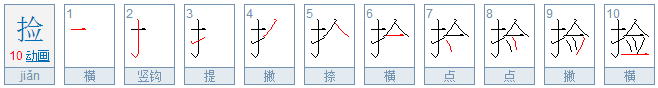 捡 1 2 3 4 5 6 7 8 9 10
10 动画
jiǎn 横 竖钩 提 撇 捺 横 点 点 撇 横